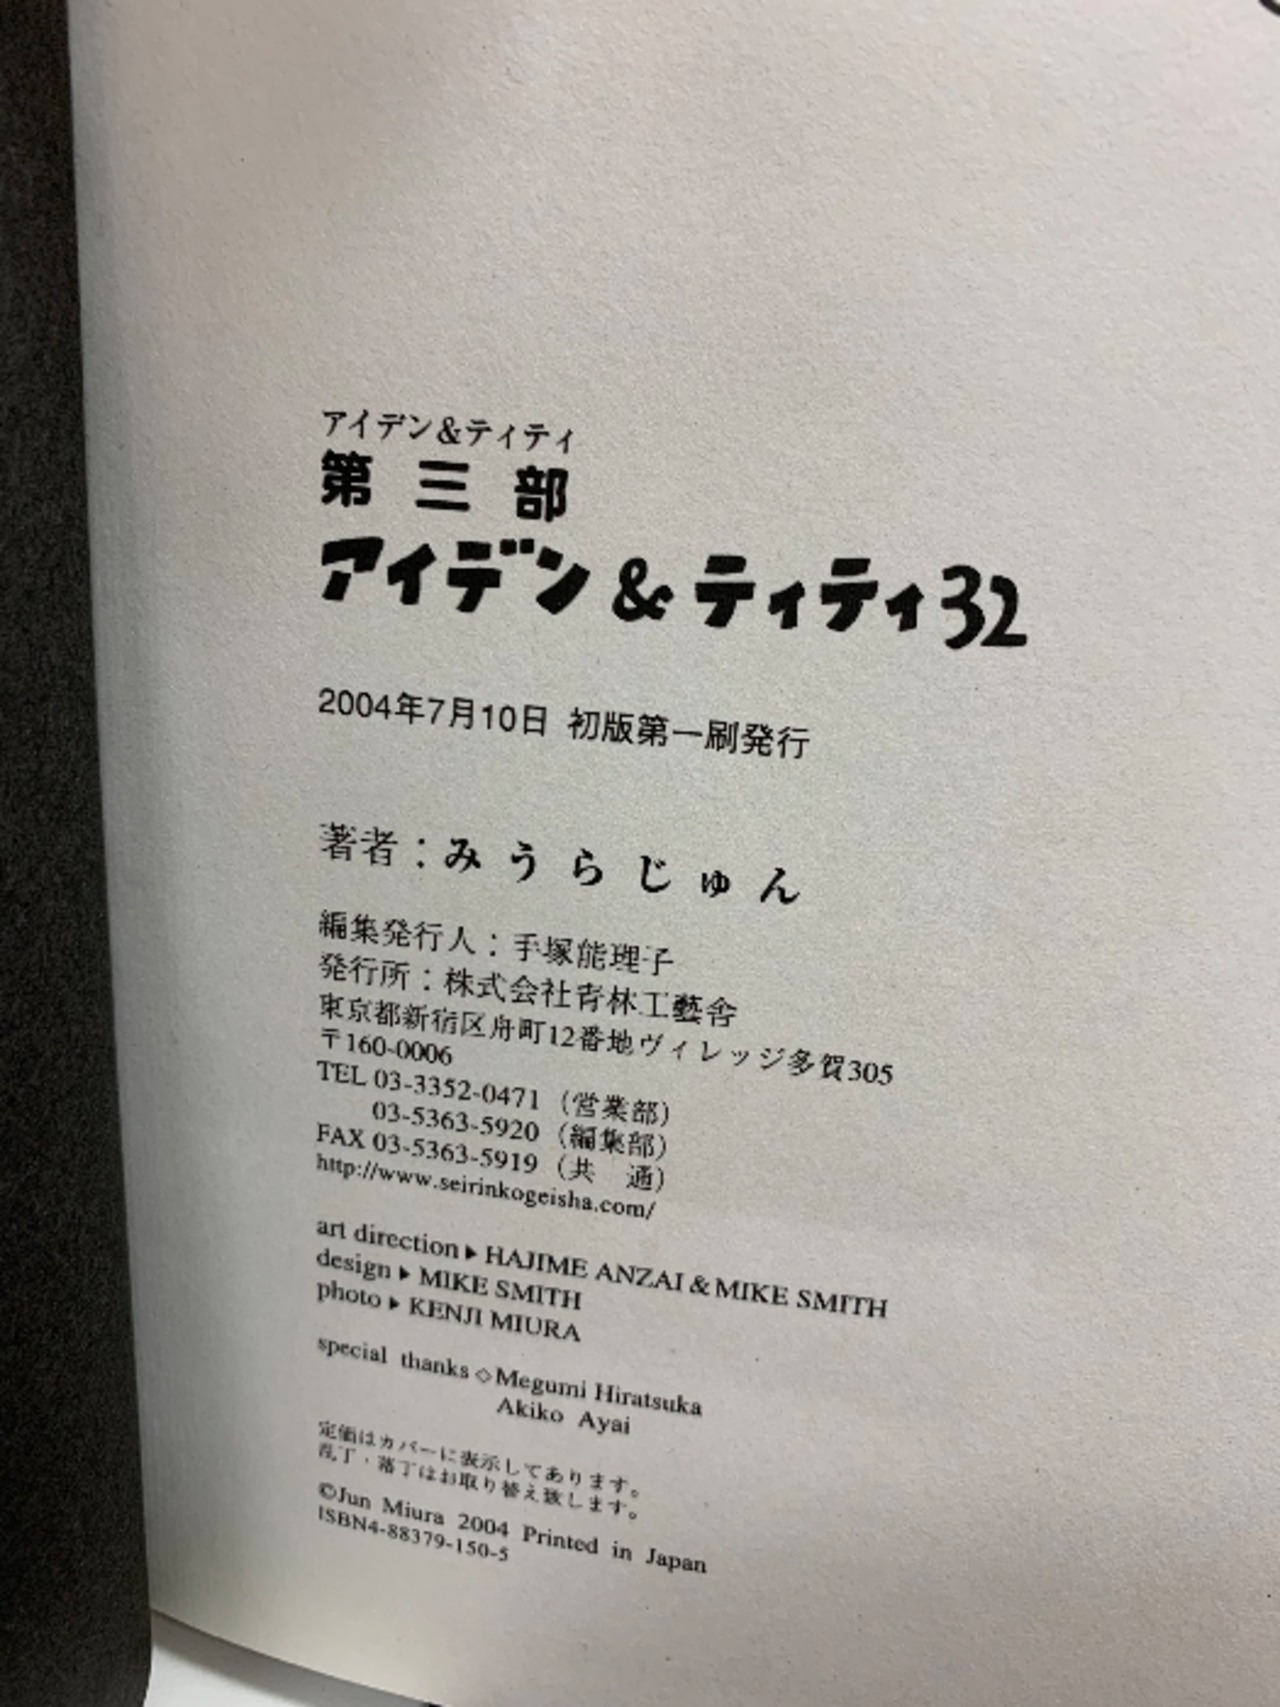 アイデン&ティティ
第三部
アイデン&ティティ32
2004年7月10日 初版第一刷発行
著者：みうらじゅん
編集発行人：手塚能理子
発行所：株式会社青林工藝舎
東京都新宿区舟町12番地ヴィレッジ多賀305
〒160-0006
TEL 03-3352-0471（営業部）
03-5363-5920（編集部）
FAX 03-5363-5919（共　通）
http://www.seirinkogeisha.com/
art direction▶HAJIME ANZAI & MIKE SMITH
design▶MIKE SMITH
photo▶KENJI MIURA
special thanks◇Megumi Hiratsuka
Akiko Ayai
定価はカバーに表示してあります。
乱丁・落丁はお取り替え致します。
©Jun Miura 2004 Printed in Japan
ISBN4-88379-150-5